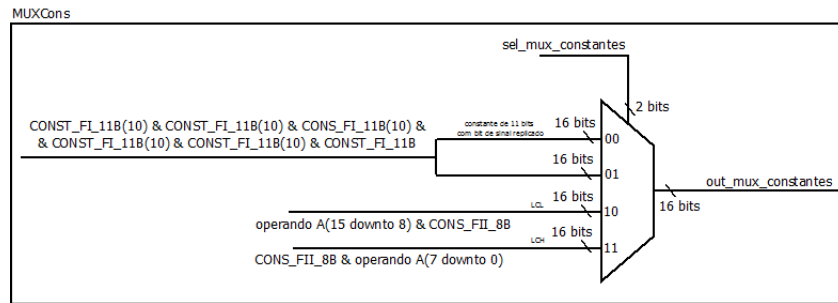 MUXCons
sel_mux_constantes
2 bits
CONST_FI_11B(10) & CONST_FI_11B(10) & CONS_FI_11B(10) &
& CONST_FI_11B(10) & CONST_FI_11B(10) & CONST_FI_11B
constante de 11 bits
com bit de sinal replicado
16 bits
00
16 bits
01
out_mux_constantes
16 bits
LCL
16 bits
10
operando A(15 downto 8) & CONS_FII_8B
LCH
16 bits
11
CONS_FII_8B & operando A(7 downto 0)